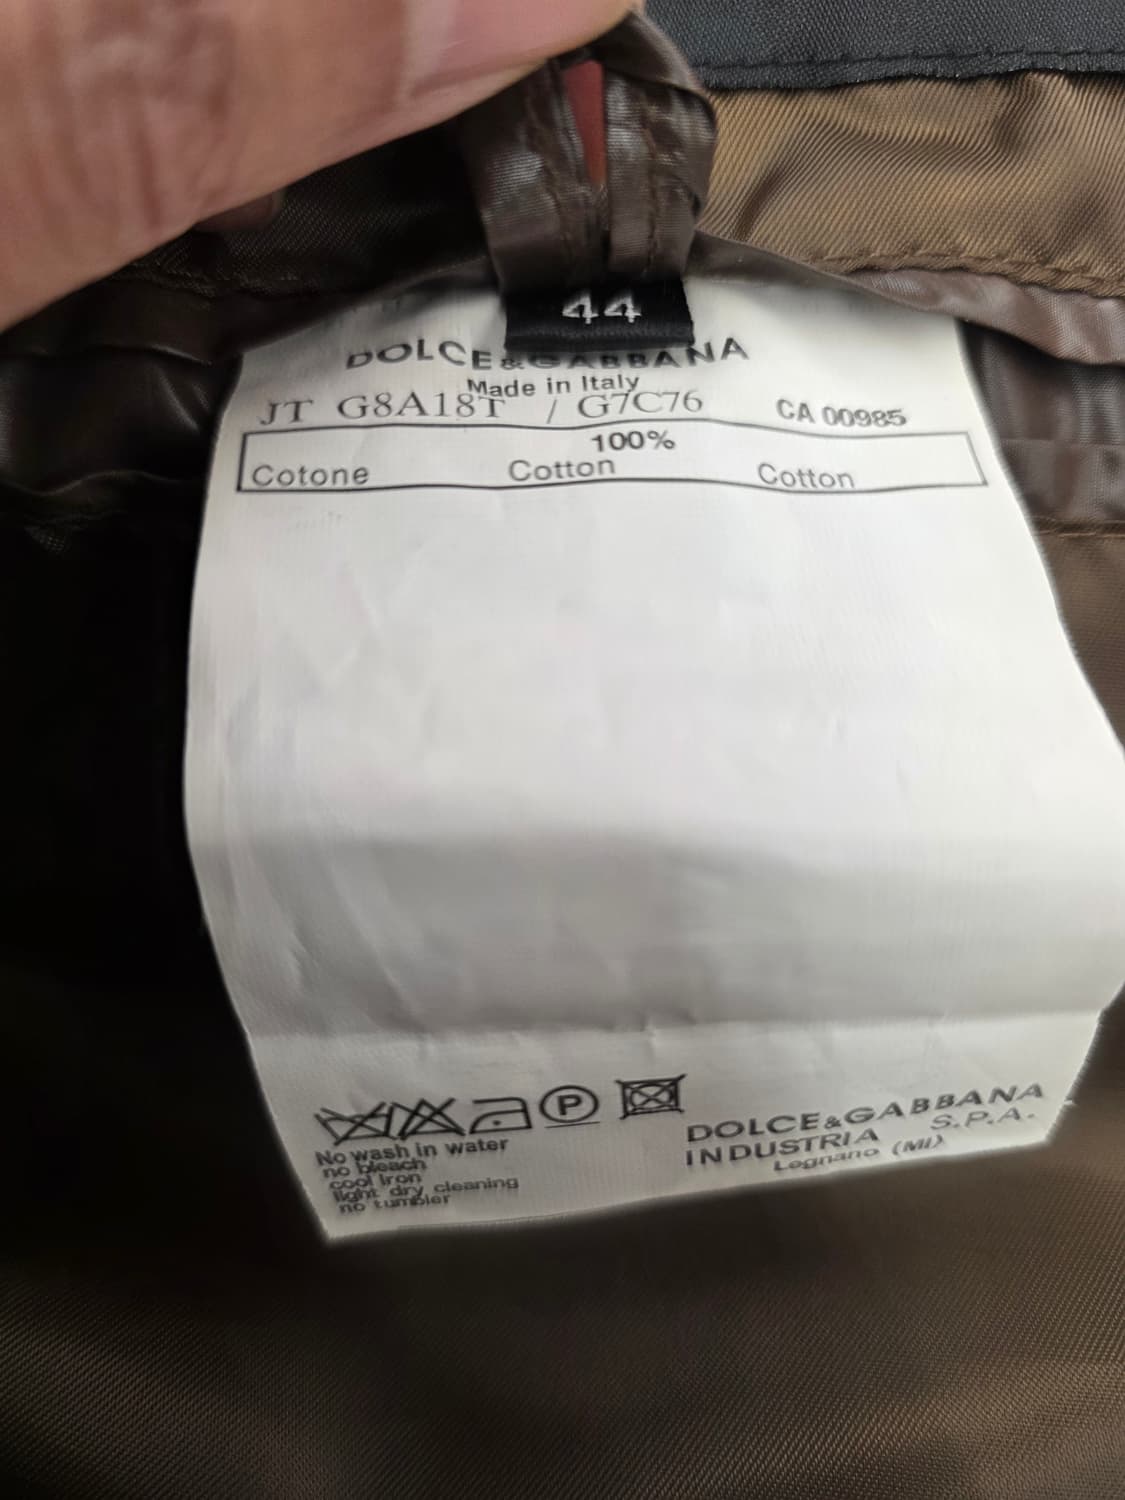 44
DOLCE&GABBANA
Made in Italy
JT G8A18T / G7C76 CA 00985
100%
Cotone Cotton Cotton
P
No wash in water
no bleach
cool iron
light dry cleaning
no tumbler
DOLCE&GABBANA
INDUSTRIA S.P.A.
Legnano (MI)